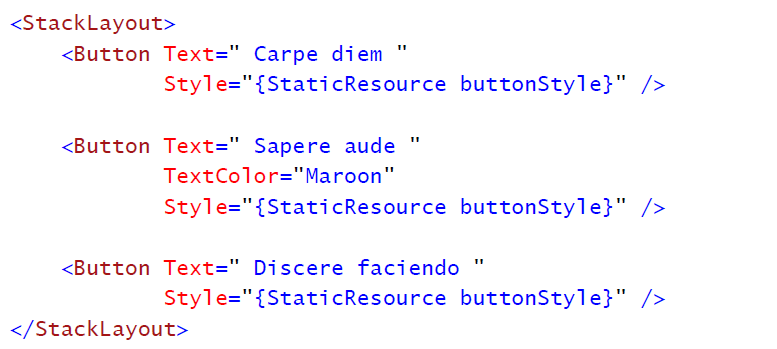 <StackLayout>
    <Button Text=" Carpe diem "
            Style="{StaticResource buttonStyle}" />

    <Button Text=" Sapere aude "
            TextColor="Maroon"
            Style="{StaticResource buttonStyle}" />

    <Button Text=" Discere faciendo "
            Style="{StaticResource buttonStyle}" />
</StackLayout>